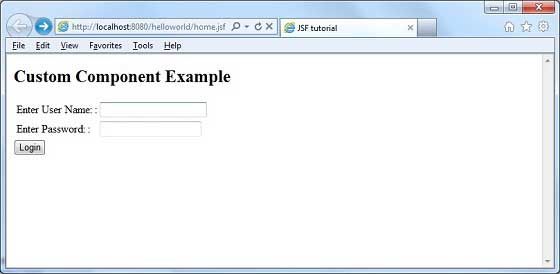 http://localhost:8080/helloworld/home.jsf
JSF tutorial
File Edit View Favorites Tools Help
Custom Component Example
Enter User Name: :
Enter Password: :
Login